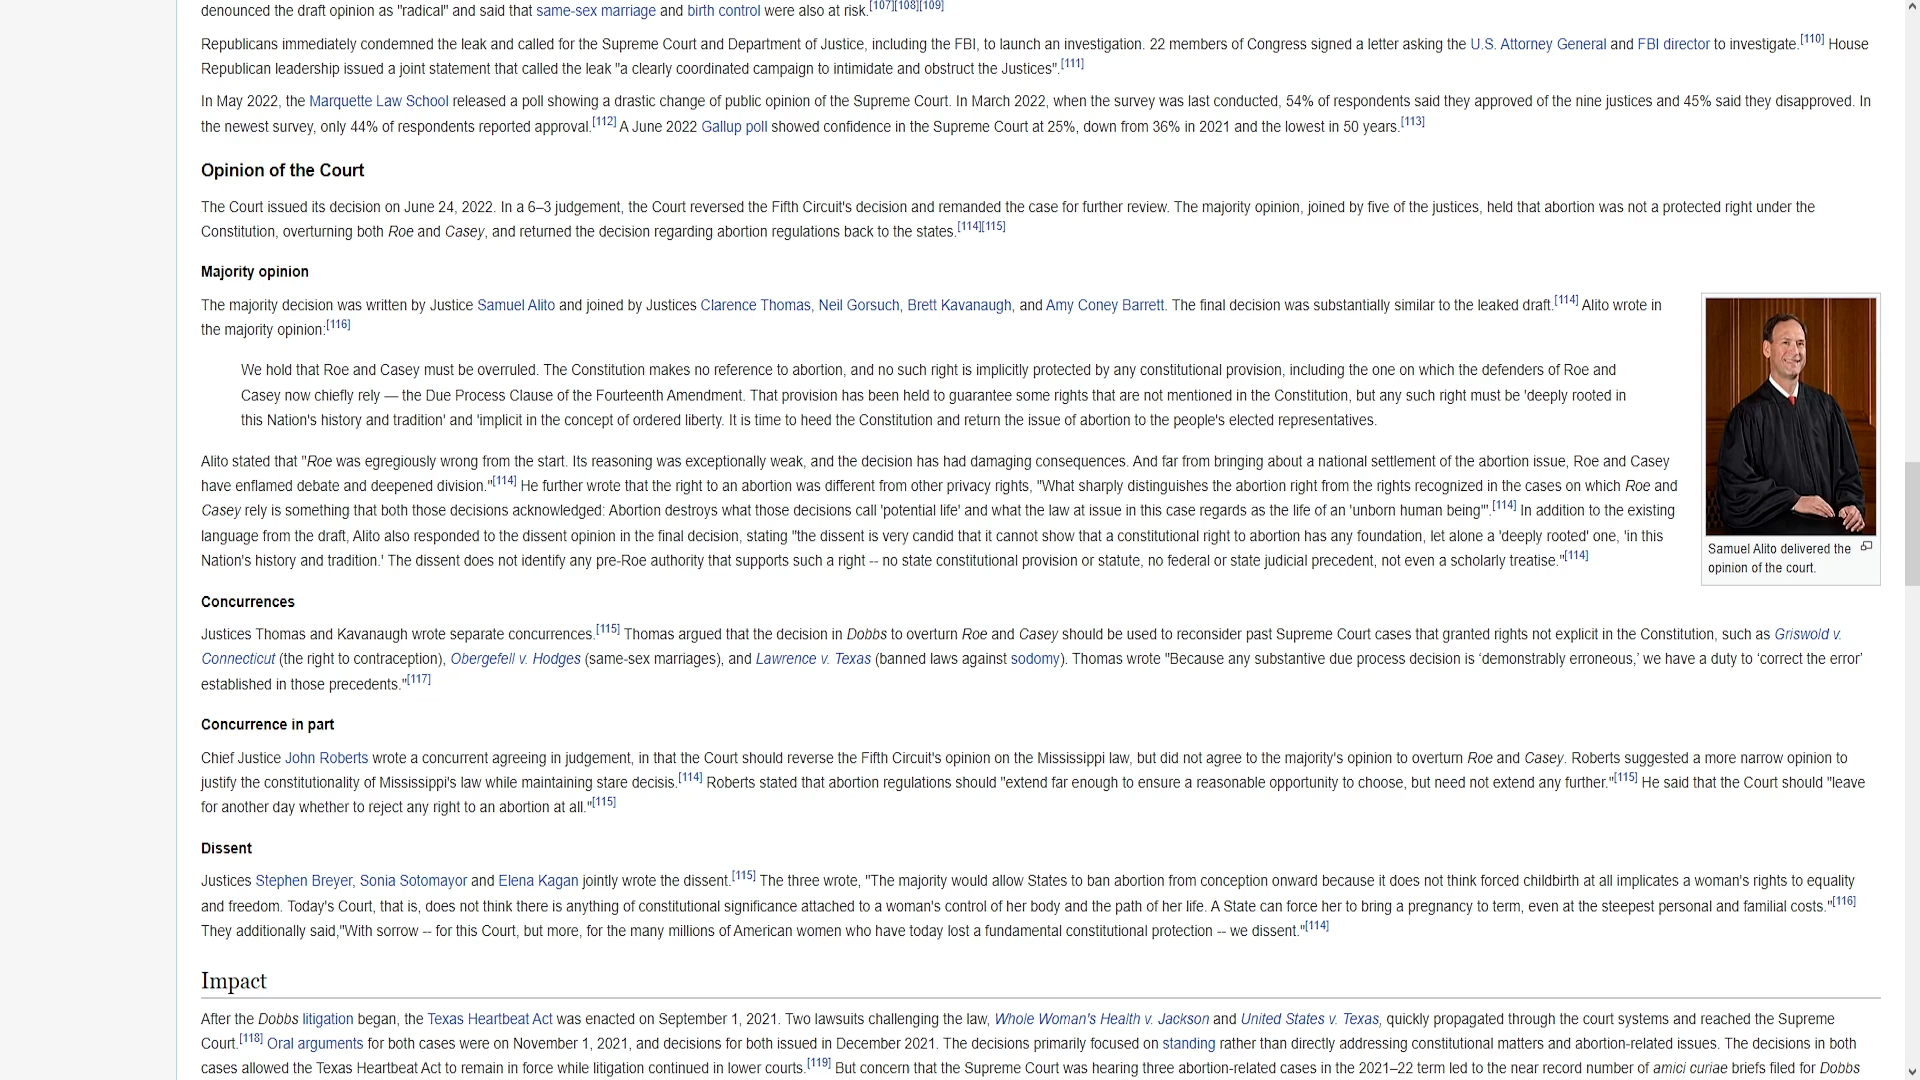 denounced the draft opinion as "radical" and said that same-sex marriage and birth control were also at risk.[107][108][109]
Republicans immediately condemned the leak and called for the Supreme Court and Department of Justice, including the FBI, to launch an investigation. 22 members of Congress signed a letter asking the U.S. Attorney General and FBI director to investigate.[110] House
Republican leadership issued a joint statement that called the leak "a clearly coordinated campaign to intimidate and obstruct the Justices".[111]
In May 2022, the Marquette Law School released a poll showing a drastic change of public opinion of the Supreme Court. In March 2022, when the survey was last conducted, 54% of respondents said they approved of the nine justices and 45% said they disapproved. In
the newest survey, only 44% of respondents reported approval.[112] A June 2022 Gallup poll showed confidence in the Supreme Court at 25%, down from 36% in 2021 and the lowest in 50 years.[113]
Opinion of the Court
The Court issued its decision on June 24, 2022. In a 6–3 judgement, the Court reversed the Fifth Circuit's decision and remanded the case for further review. The majority opinion, joined by five of the justices, held that abortion was not a protected right under the
Constitution, overturning both Roe and Casey, and returned the decision regarding abortion regulations back to the states.[114][115]
Majority opinion
The majority decision was written by Justice Samuel Alito and joined by Justices Clarence Thomas, Neil Gorsuch, Brett Kavanaugh, and Amy Coney Barrett. The final decision was substantially similar to the leaked draft.[114] Alito wrote in
the majority opinion:[116]
We hold that Roe and Casey must be overruled. The Constitution makes no reference to abortion, and no such right is implicitly protected by any constitutional provision, including the one on which the defenders of Roe and
Casey now chiefly rely — the Due Process Clause of the Fourteenth Amendment. That provision has been held to guarantee some rights that are not mentioned in the Constitution, but any such right must be 'deeply rooted in
this Nation's history and tradition' and 'implicit in the concept of ordered liberty. It is time to heed the Constitution and return the issue of abortion to the people's elected representatives.
Alito stated that "Roe was egregiously wrong from the start. Its reasoning was exceptionally weak, and the decision has had damaging consequences. And far from bringing about a national settlement of the abortion issue, Roe and Casey
have enflamed debate and deepened division."[114] He further wrote that the right to an abortion was different from other privacy rights, "What sharply distinguishes the abortion right from the rights recognized in the cases on which Roe and
Casey rely is something that both those decisions acknowledged: Abortion destroys what those decisions call 'potential life' and what the law at issue in this case regards as the life of an 'unborn human being'".[114] In addition to the existing
language from the draft, Alito also responded to the dissent opinion in the final decision, stating "the dissent is very candid that it cannot show that a constitutional right to abortion has any foundation, let alone a 'deeply rooted' one, 'in this
Nation's history and tradition.' The dissent does not identify any pre-Roe authority that supports such a right -- no state constitutional provision or statute, no federal or state judicial precedent, not even a scholarly treatise."[114]
Samuel Alito delivered the
opinion of the court.
Concurrences
Justices Thomas and Kavanaugh wrote separate concurrences.[115] Thomas argued that the decision in Dobbs to overturn Roe and Casey should be used to reconsider past Supreme Court cases that granted rights not explicit in the Constitution, such as Griswold v.
Connecticut (the right to contraception), Obergefell v. Hodges (same-sex marriages), and Lawrence v. Texas (banned laws against sodomy). Thomas wrote "Because any substantive due process decision is ‘demonstrably erroneous,’ we have a duty to ‘correct the error’
established in those precedents."[117]
Concurrence in part
Chief Justice John Roberts wrote a concurrent agreeing in judgement, in that the Court should reverse the Fifth Circuit's opinion on the Mississippi law, but did not agree to the majority's opinion to overturn Roe and Casey. Roberts suggested a more narrow opinion to
justify the constitutionality of Mississippi's law while maintaining stare decisis.[114] Roberts stated that abortion regulations should "extend far enough to ensure a reasonable opportunity to choose, but need not extend any further."[115] He said that the Court should "leave
for another day whether to reject any right to an abortion at all."[115]
Dissent
Justices Stephen Breyer, Sonia Sotomayor and Elena Kagan jointly wrote the dissent.[115] The three wrote, "The majority would allow States to ban abortion from conception onward because it does not think forced childbirth at all implicates a woman's rights to equality
and freedom. Today's Court, that is, does not think there is anything of constitutional significance attached to a woman's control of her body and the path of her life. A State can force her to bring a pregnancy to term, even at the steepest personal and familial costs."[116]
They additionally said,"With sorrow -- for this Court, but more, for the many millions of American women who have today lost a fundamental constitutional protection -- we dissent."[114]
Impact
After the Dobbs litigation began, the Texas Heartbeat Act was enacted on September 1, 2021. Two lawsuits challenging the law, Whole Woman's Health v. Jackson and United States v. Texas, quickly propagated through the court systems and reached the Supreme
Court.[118] Oral arguments for both cases were on November 1, 2021, and decisions for both issued in December 2021. The decisions primarily focused on standing rather than directly addressing constitutional matters and abortion-related issues. The decisions in both
cases allowed the Texas Heartbeat Act to remain in force while litigation continued in lower courts.[119] But concern that the Supreme Court was hearing three abortion-related cases in the 2021–22 term led to the near record number of amici curiae briefs filed for Dobbs